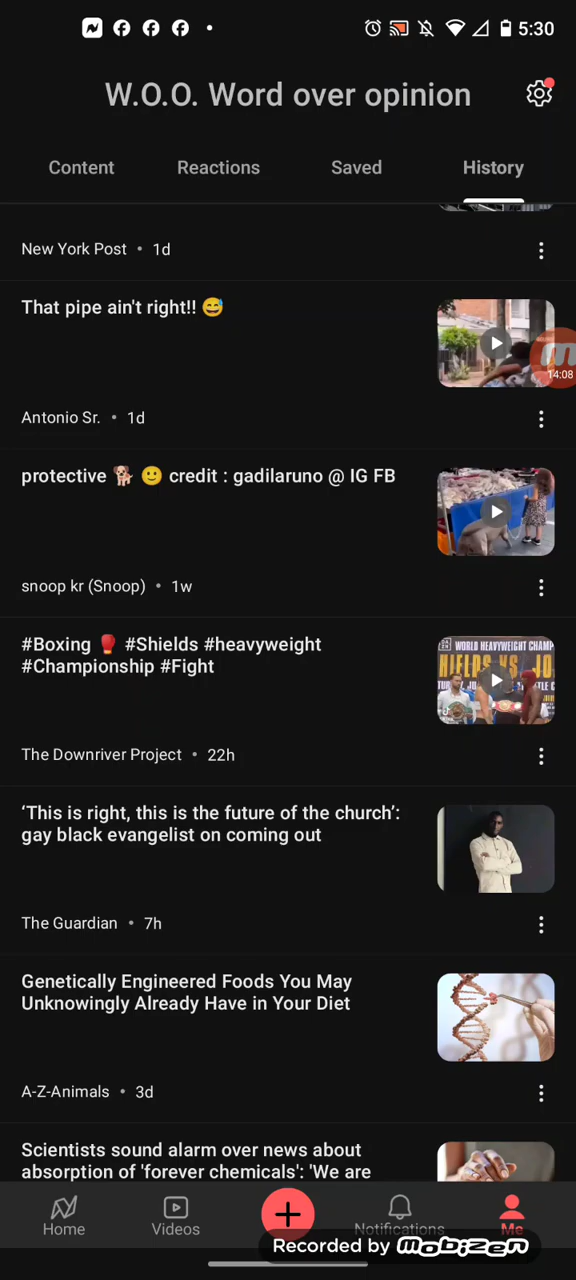 5:30
W.O.O. Word over opinion
Content Reactions Saved History
New York Post • 1d
That pipe ain't right!! 😅
14:08
Antonio Sr. • 1d
protective 🐕 🙂 credit : gadilaruno @ IG FB
snoop kr (Snoop) • 1w
#Boxing 🥊 #Shields #heavyweight
#Championship #Fight
WORLD HEAVYWEIGHT CHAMP
HIELDS VS. JO
The Downriver Project • 22h
‘This is right, this is the future of the church’:
gay black evangelist on coming out
The Guardian • 7h
Genetically Engineered Foods You May
Unknowingly Already Have in Your Diet
A-Z-Animals • 3d
Scientists sound alarm over news about
absorption of 'forever chemicals': 'We are
Home Videos Notifications Me
Recorded by mobizen